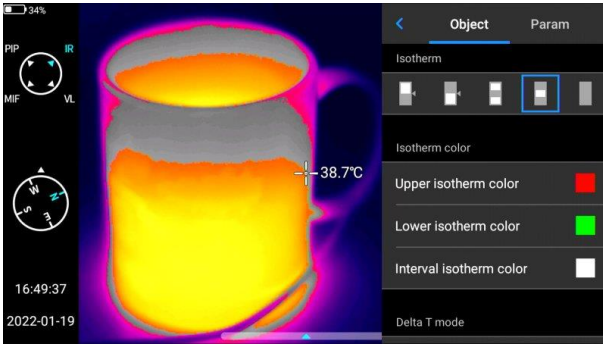 34%
PIP IR
MIF VL
W N
S E
16:49:37
2022-01-19
38.7℃
Object Param
Isotherm
Isotherm color
Upper isotherm color
Lower isotherm color
Interval isotherm color
Delta T mode